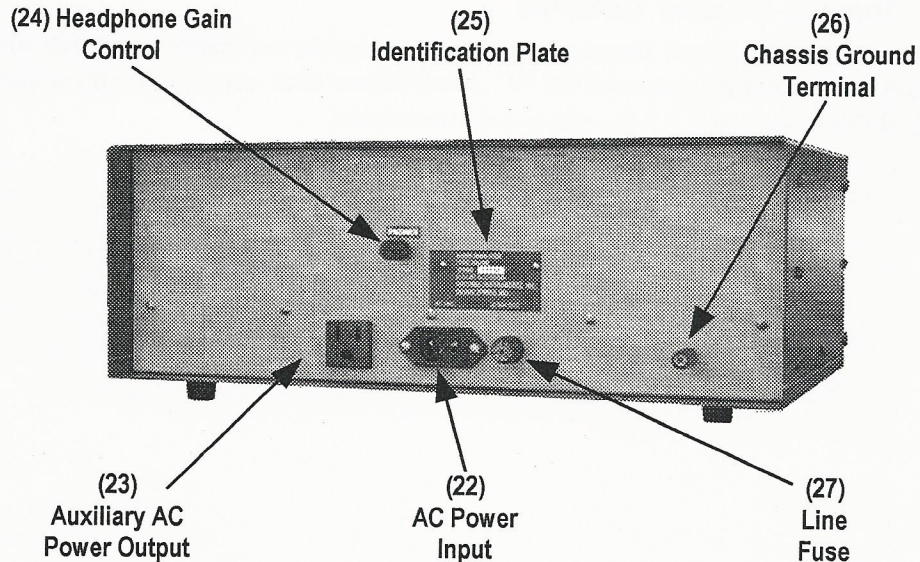 (24) Headphone Gain
Control
(25)
Identification Plate
(26)
Chassis Ground
Terminal
(23)
Auxiliary AC
Power Output
(22)
AC Power
Input
(27)
Line
Fuse